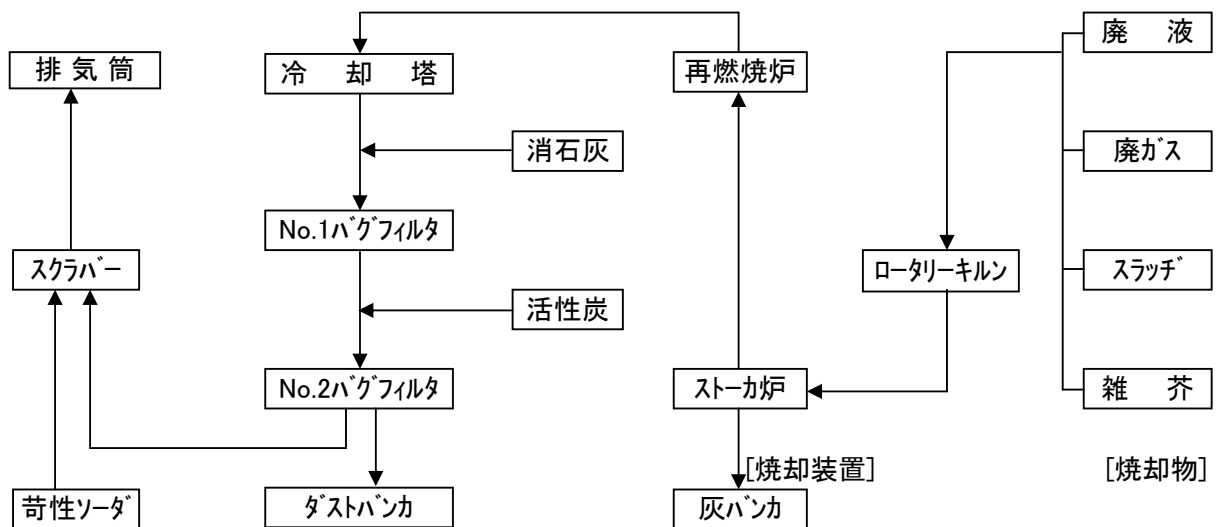 廃 液
排 気 筒
冷 却 塔
再燃焼炉
消石灰
廃ｶﾞｽ
No.1ﾊﾞｸﾞﾌｨﾙﾀ
ｽｸﾗﾊﾞｰ
ﾛｰﾀﾘｰｷﾙﾝ
ｽﾗｯﾁﾞ
活性炭
No.2ﾊﾞｸﾞﾌｨﾙﾀ
ｽﾄｰｶ炉
雑 芥
[焼却装置]
[焼却物]
苛性ｿｰﾀﾞ
ﾀﾞｽﾄﾊﾞﾝｶ
灰ﾊﾞﾝｶ